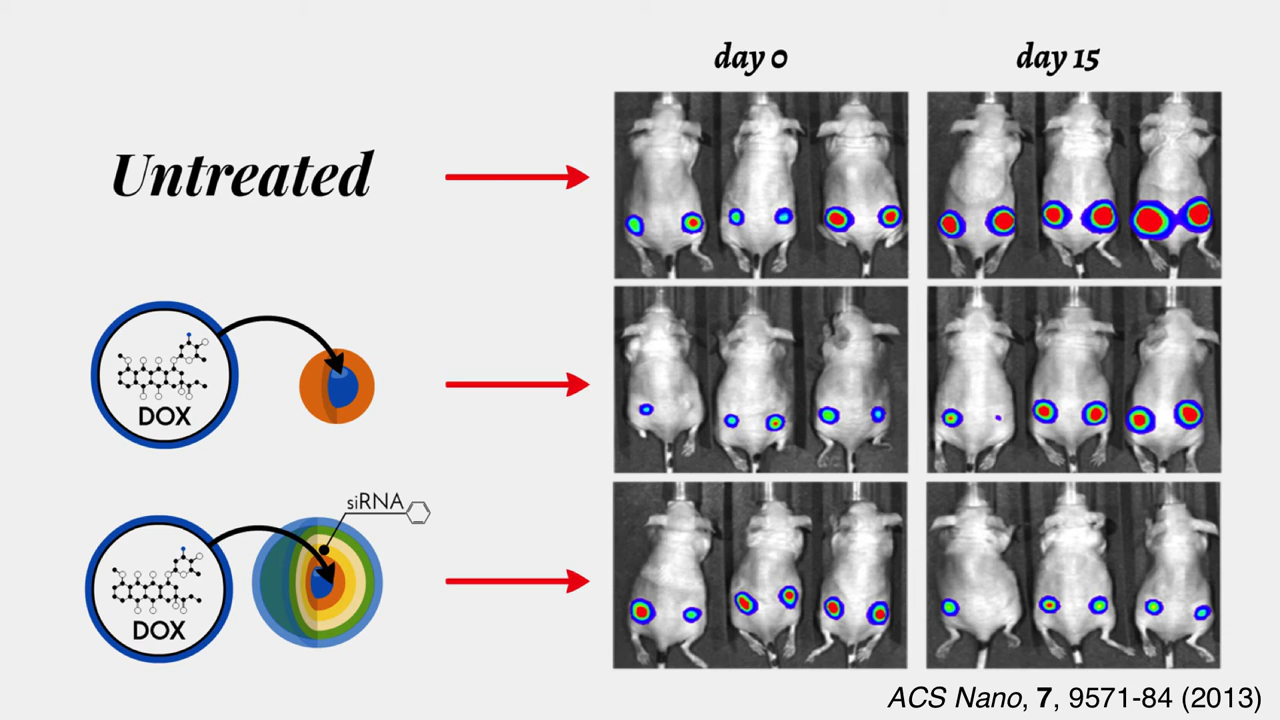 day 0
day 15
Untreated
DOX
siRNA
DOX
ACS Nano, 7, 9571-84 (2013)